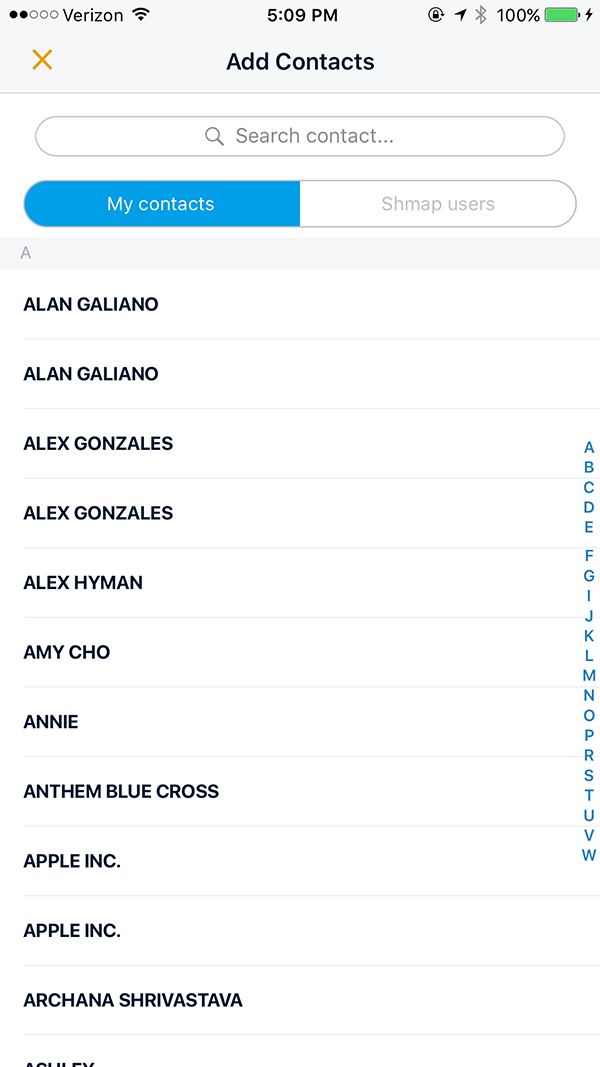 Verizon 5:09 PM 100%
Add Contacts
Search contact...
My contacts Shmap users
A
ALAN GALIANO
ALAN GALIANO
ALEX GONZALES
ALEX GONZALES
ALEX HYMAN
AMY CHO
ANNIE
ANTHEM BLUE CROSS
APPLE INC.
APPLE INC.
ARCHANA SHRIVASTAVA
ASHLEY
A
B
C
D
E
F
G
I
J
K
L
M
N
O
P
R
S
T
U
V
W